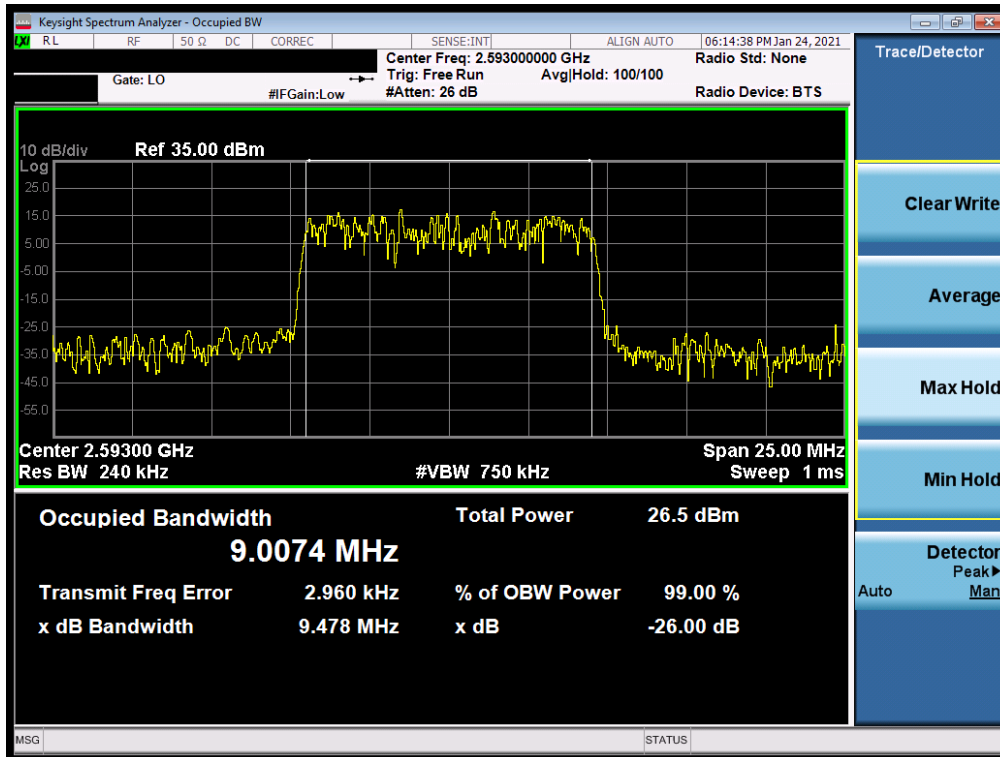 Keysight Spectrum Analyzer - Occupied BW
LXI RL RF 50 Ω DC CORREC SENSE:INT ALIGN AUTO 06:14:38 PM Jan 24, 2021
Center Freq: 2.593000000 GHz Radio Std: None
Gate: LO Trig: Free Run Avg|Hold: 100/100
#IFGain:Low #Atten: 26 dB Radio Device: BTS
10 dB/div Ref 35.00 dBm
Log
25.0
15.0
5.00
-5.00
-15.0
-25.0
-35.0
-45.0
-55.0
Center 2.59300 GHz Span 25.00 MHz
Res BW 240 kHz #VBW 750 kHz Sweep 1 ms
Occupied Bandwidth Total Power 26.5 dBm
9.0074 MHz
Transmit Freq Error 2.960 kHz % of OBW Power 99.00 %
x dB Bandwidth 9.478 MHz x dB -26.00 dB
MSG STATUS
Trace/Detector
Clear Write
Average
Max Hold
Min Hold
Detector
Peak▶
Auto Man